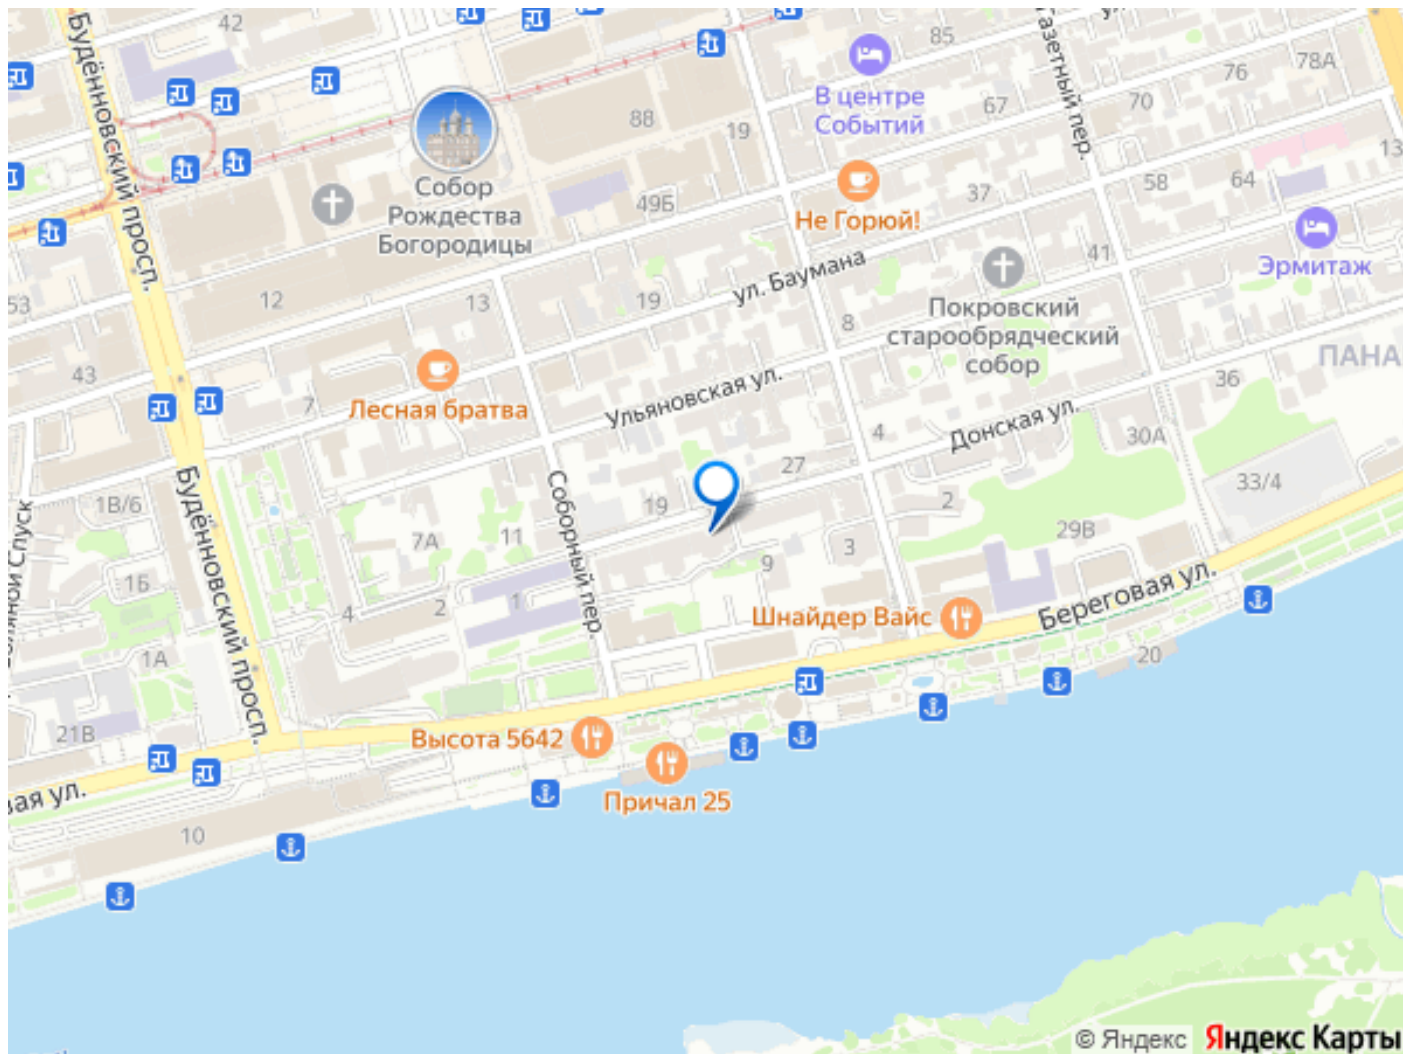 42
85
78А
76
Газетный пер.
В центре
Событий
67
70
88
19
13
Будённовский просп.
Собор
Рождества
Богородицы
49Б
Не Горюй!
37
58
64
41
Эрмитаж
ул. Баумана
53
12
13
19
8
Покровский
старообрядческий
собор
ПАНА
43
7
Лесная братва
Ульяновская ул.
36
4
Донская ул.
30А
27
33/4
1В/6
Будённовский просп.
Соборный пер.
19
2
29В
7А
11
3
9
1Б
4
2
1
Шнайдер Вайс
Береговая ул.
1А
20
21В
Высота 5642
вая ул.
Причал 25
10
© Яндекс
Яндекс Карты